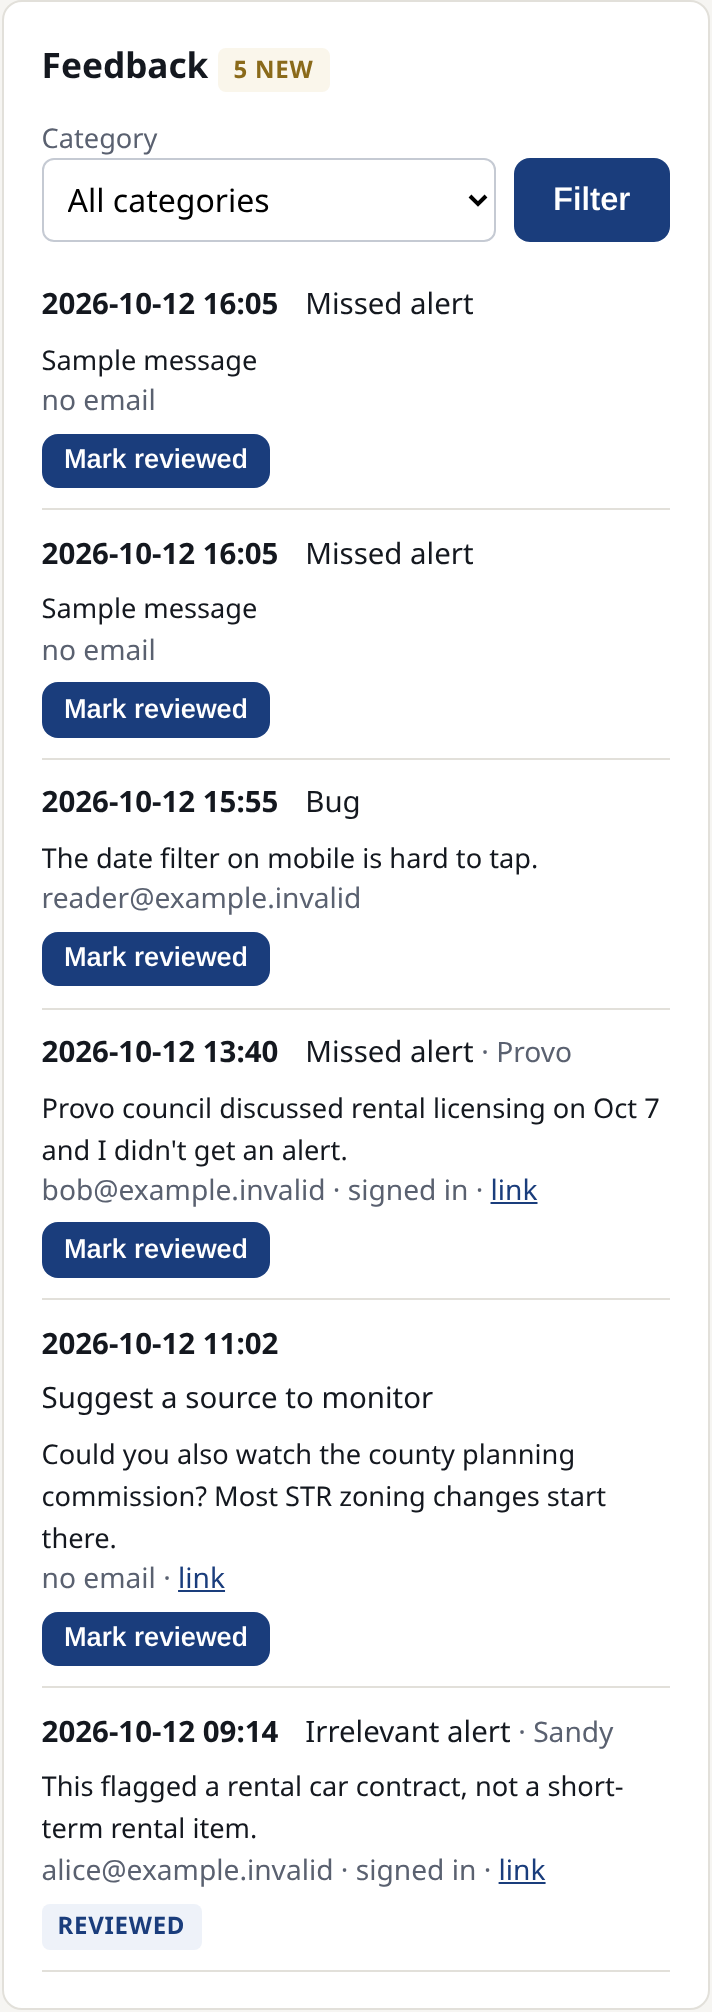 Feedback 5 NEW
Category
All categories Filter
2026-10-12 16:05 Missed alert
Sample message
no email
Mark reviewed
2026-10-12 16:05 Missed alert
Sample message
no email
Mark reviewed
2026-10-12 15:55 Bug
The date filter on mobile is hard to tap.
reader@example.invalid
Mark reviewed
2026-10-12 13:40 Missed alert · Provo
Provo council discussed rental licensing on Oct 7
and I didn't get an alert.
bob@example.invalid · signed in · link
Mark reviewed
2026-10-12 11:02
Suggest a source to monitor
Could you also watch the county planning
commission? Most STR zoning changes start
there.
no email · link
Mark reviewed
2026-10-12 09:14 Irrelevant alert · Sandy
This flagged a rental car contract, not a short-
term rental item.
alice@example.invalid · signed in · link
REVIEWED